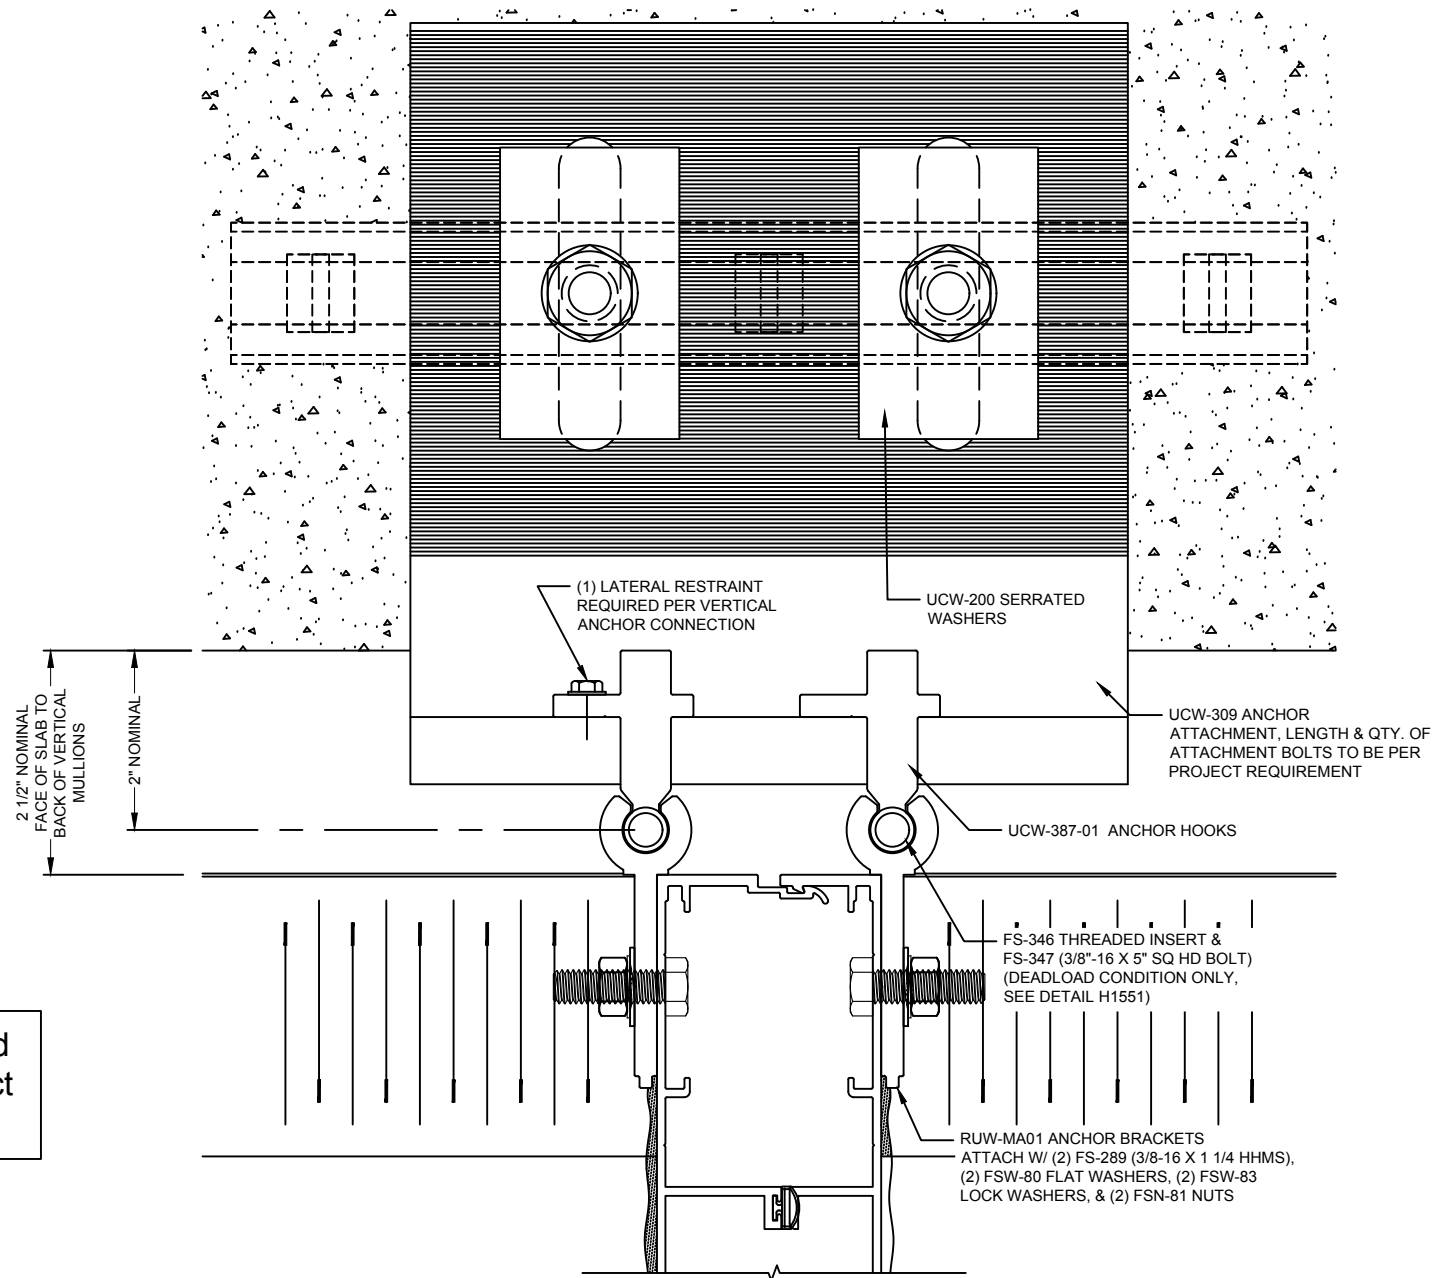 (1) LATERAL RESTRAINT
REQUIRED PER VERTICAL
ANCHOR CONNECTION
UCW-200 SERRATED
WASHERS
2 1/2" NOMINAL
FACE OF SLAB TO
BACK OF VERTICAL
MULLIONS
2" NOMINAL
UCW-309 ANCHOR
ATTACHMENT, LENGTH & QTY. OF
ATTACHMENT BOLTS TO BE PER
PROJECT REQUIREMENT
UCW-387-01 ANCHOR HOOKS
FS-346 THREADED INSERT &
FS-347 (3/8"-16 X 5" SQ HD BOLT)
(DEADLOAD CONDITION ONLY,
SEE DETAIL H1551)
RUW-MA01 ANCHOR BRACKETS
ATTACH W/ (2) FS-289 (3/8-16 X 1 1/4 HHMS),
(2) FSW-80 FLAT WASHERS, (2) FSW-83
LOCK WASHERS, & (2) FSN-81 NUTS